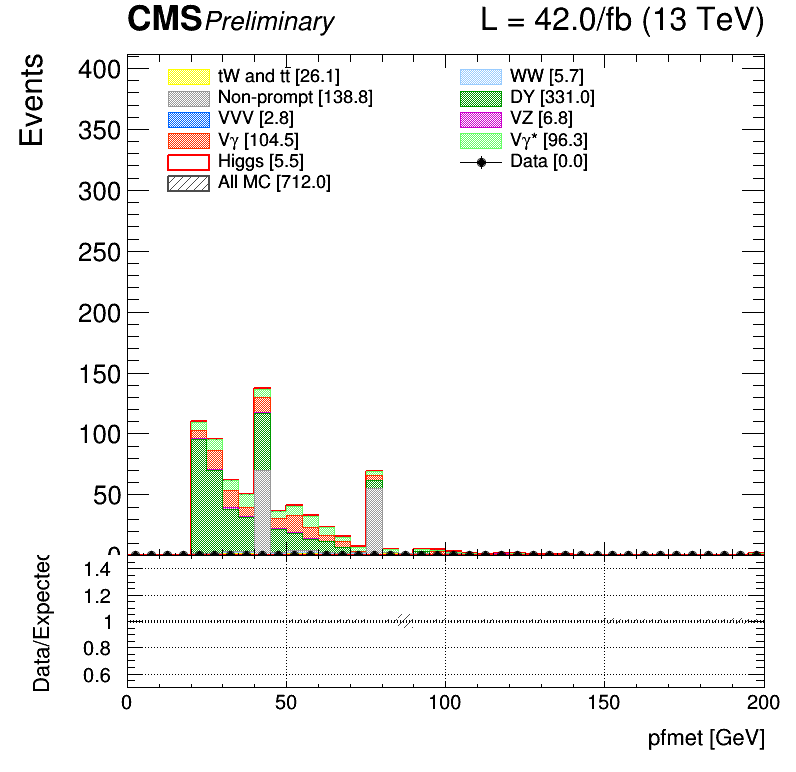 CMS Preliminary L = 42.0/fb (13 TeV)
Events
400
350
300
250
200
150
100
50
0
tW and tt̄ [26.1]
Non-prompt [138.8]
VVV [2.8]
Vγ [104.5]
Higgs [5.5]
All MC [712.0]
WW [5.7]
DY [331.0]
VZ [6.8]
Vγ* [96.3]
Data [0.0]
Data/Expected
1.4
1.2
1
0.8
0.6
0 50 100 150 200
pfmet [GeV]